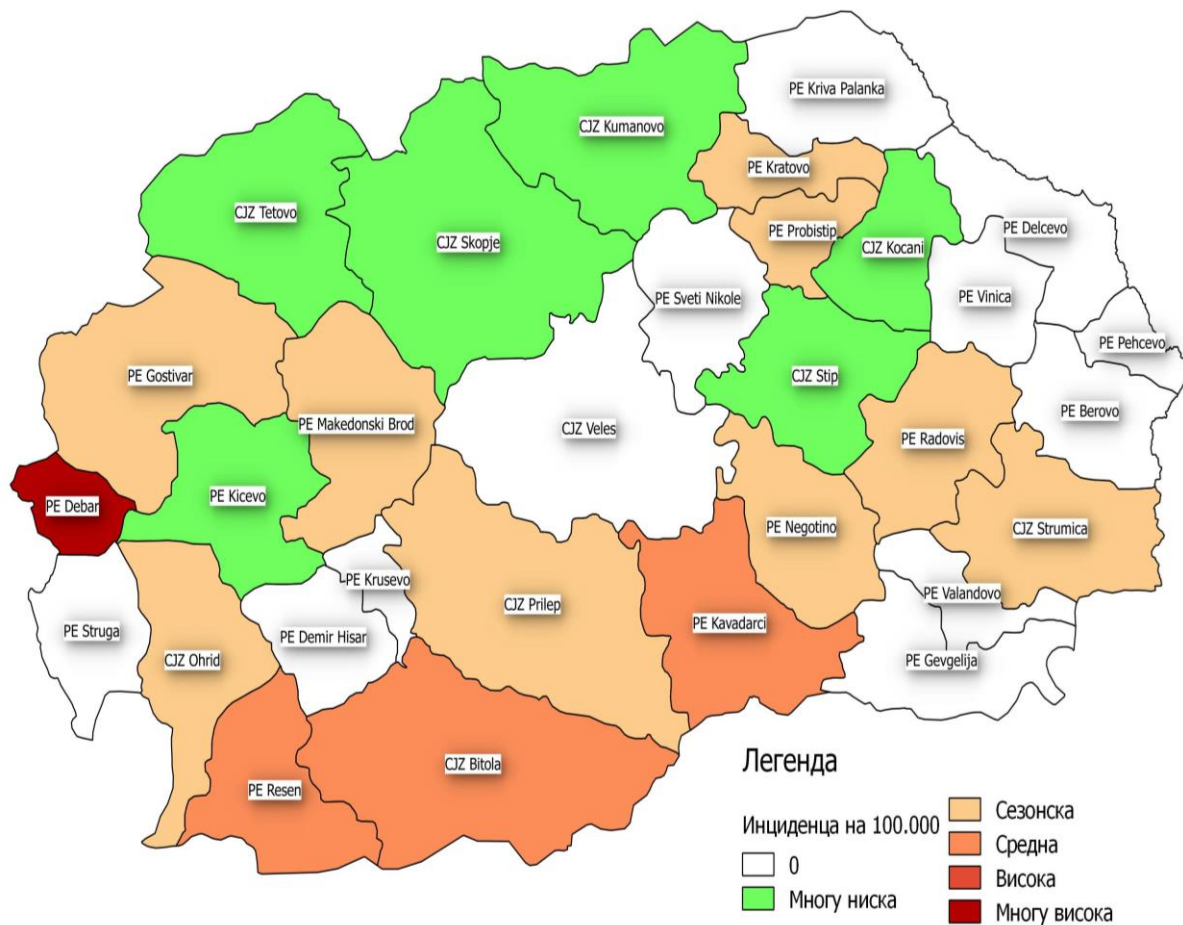 PE Kriva Palanka
CJZ Kumanovo
PE Kratovo
CJZ Tetovo
CJZ Skopje
PE Probistip
CJZ Kocani
PE Delcevo
PE Sveti Nikole
PE Vinica
PE Pehcevo
PE Gostivar
CJZ Stip
PE Berovo
PE Makedonski Brod
CJZ Veles
PE Radovis
PE Debar
PE Kicevo
PE Negotino
CJZ Strumica
PE Krusevo
PE Valandovo
CJZ Prilep
PE Kavadarci
PE Struga
PE Demir Hisar
CJZ Ohrid
PE Gevgelija
CJZ Bitola
PE Resen
Легенда
Инциденца на 100.000
0
Многу ниска
Сезонска
Средна
Висока
Многу висока